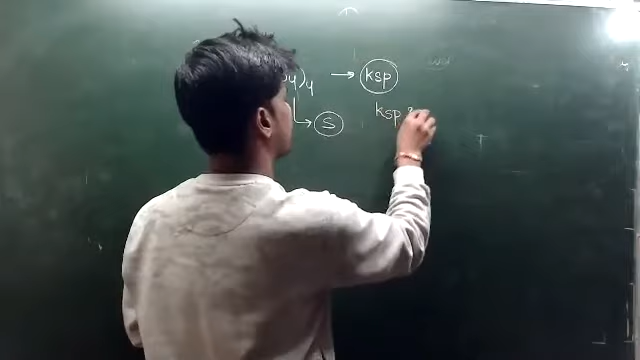 )₄ → ksp
↳ S
ksp